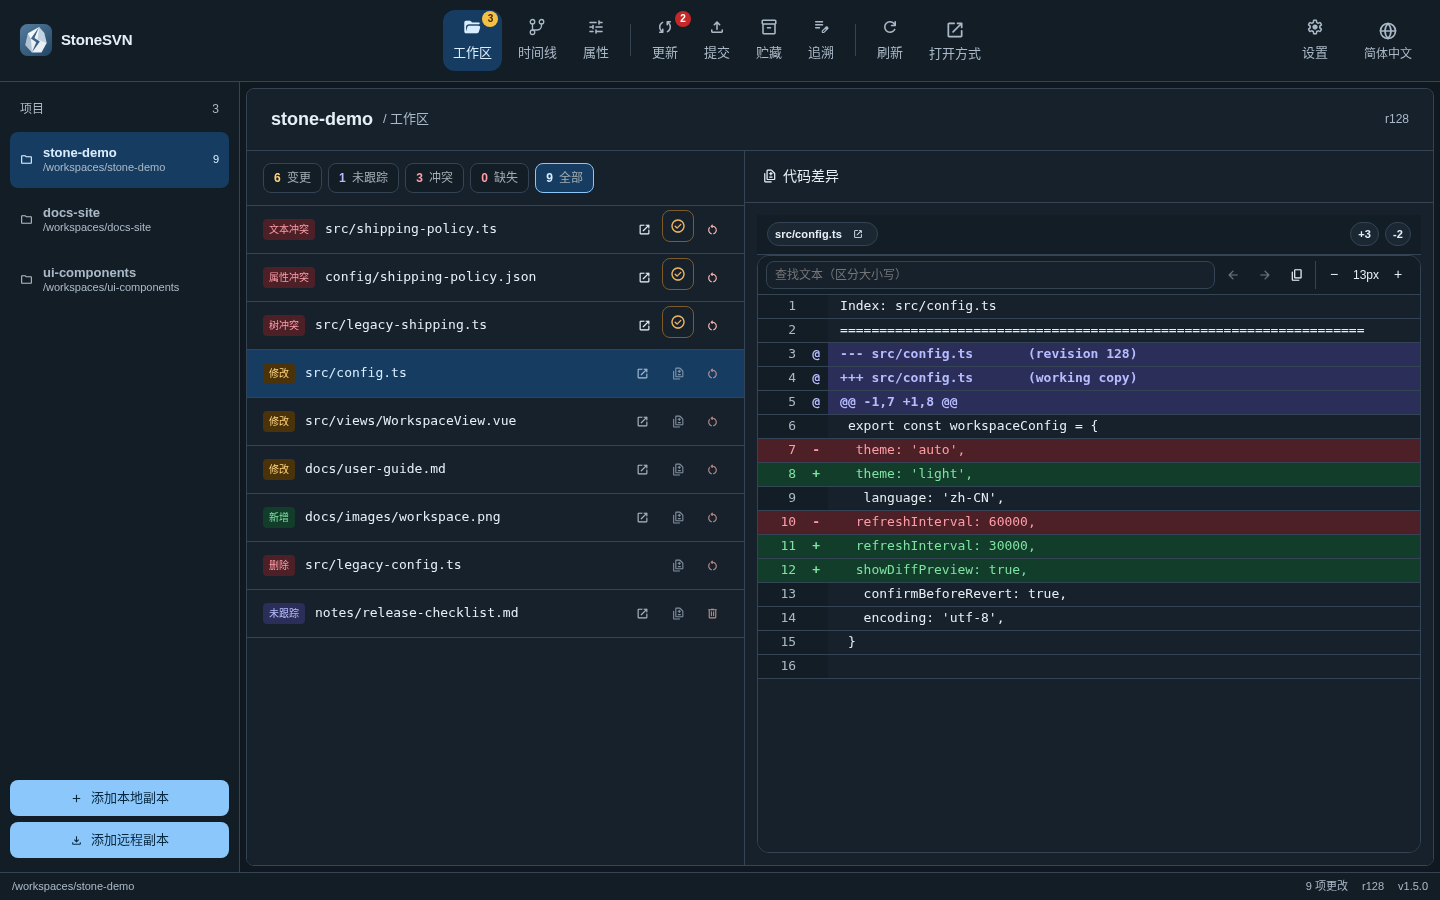 StoneSVN
3
工作区
时间线
属性
2
更新
提交
贮藏
追溯
刷新
打开方式
设置
简体中文
项目 3
stone-demo
/workspaces/stone-demo
9
docs-site
/workspaces/docs-site
ui-components
/workspaces/ui-components
添加本地副本
添加远程副本
stone-demo / 工作区 r128
6 变更 1 未跟踪 3 冲突 0 缺失 9 全部
文本冲突 src/shipping-policy.ts
属性冲突 config/shipping-policy.json
树冲突 src/legacy-shipping.ts
修改 src/config.ts
修改 src/views/WorkspaceView.vue
修改 docs/user-guide.md
新增 docs/images/workspace.png
删除 src/legacy-config.ts
未跟踪 notes/release-checklist.md
代码差异
src/config.ts +3 -2
查找文本（区分大小写） − 13px +
1 Index: src/config.ts
2 ===================================================================
3 @ --- src/config.ts (revision 128)
4 @ +++ src/config.ts (working copy)
5 @ @@ -1,7 +1,8 @@
6 export const workspaceConfig = {
7 - theme: 'auto',
8 + theme: 'light',
9 language: 'zh-CN',
10 - refreshInterval: 60000,
11 + refreshInterval: 30000,
12 + showDiffPreview: true,
13 confirmBeforeRevert: true,
14 encoding: 'utf-8',
15 }
16
/workspaces/stone-demo 9 项更改 r128 v1.5.0